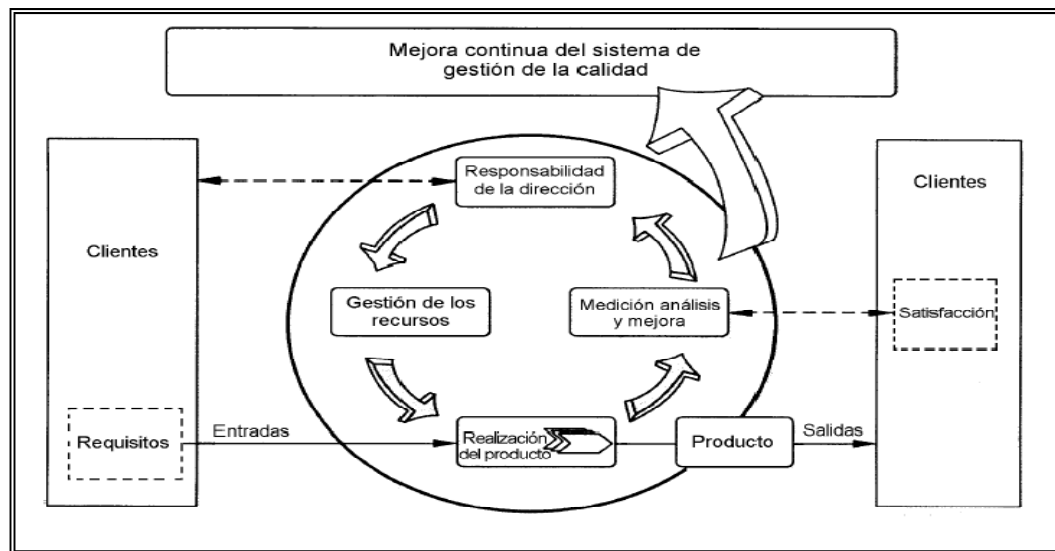 Mejora continua del sistema de
gestión de la calidad
Responsabilidad
de la dirección
Clientes
Clientes
Gestión de los
recursos
Medición análisis
y mejora
Satisfacción
Requisitos
Entradas
Realización
del producto
Producto
Salidas